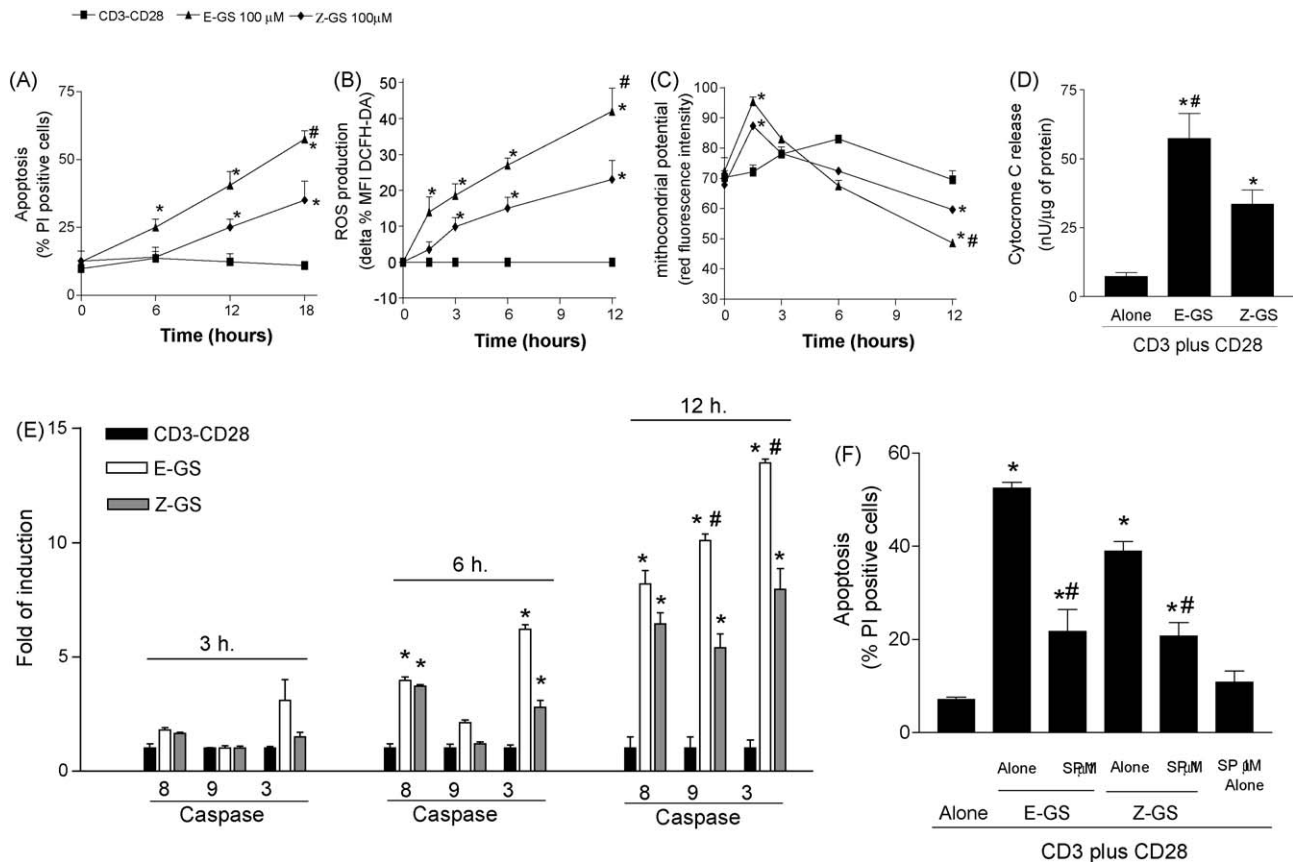 CD3-CD28 E-GS 100 µM Z-GS 100µM
(A)
Apoptosis
(% PI positive cells)
75
50
25
0
0 6 12 18
Time (hours)
*
*
*
*
#
*
*
(B)
ROS production
(delta % MFI DCFH-DA)
50
40
30
20
10
0
-10
0 3 6 9 12
Time (hours)
*
*
*
*
*
#
*
*
(C)
mithocondrial potential
(red fluorescence intensity)
100
90
80
70
60
50
40
30
0 3 6 9 12
Time (hours)
*
*
*
* #
(D)
Cytocrome C release
(nU/µg of protein)
75
50
25
0
*#
*
Alone E-GS Z-GS
CD3 plus CD28
(E)
Fold of induction
15
10
5
0
CD3-CD28
E-GS
Z-GS
3 h.
6 h.
12 h.
* * * *
* * * # * * # *
8 9 3
Caspase
8 9 3
Caspase
8 9 3
Caspase
(F)
Apoptosis
(% PI positive cells)
60
40
20
0
*
*#
*
*#
Alone Alone
SP
Alone
Alone E-GS Z-GS
CD3 plus CD28